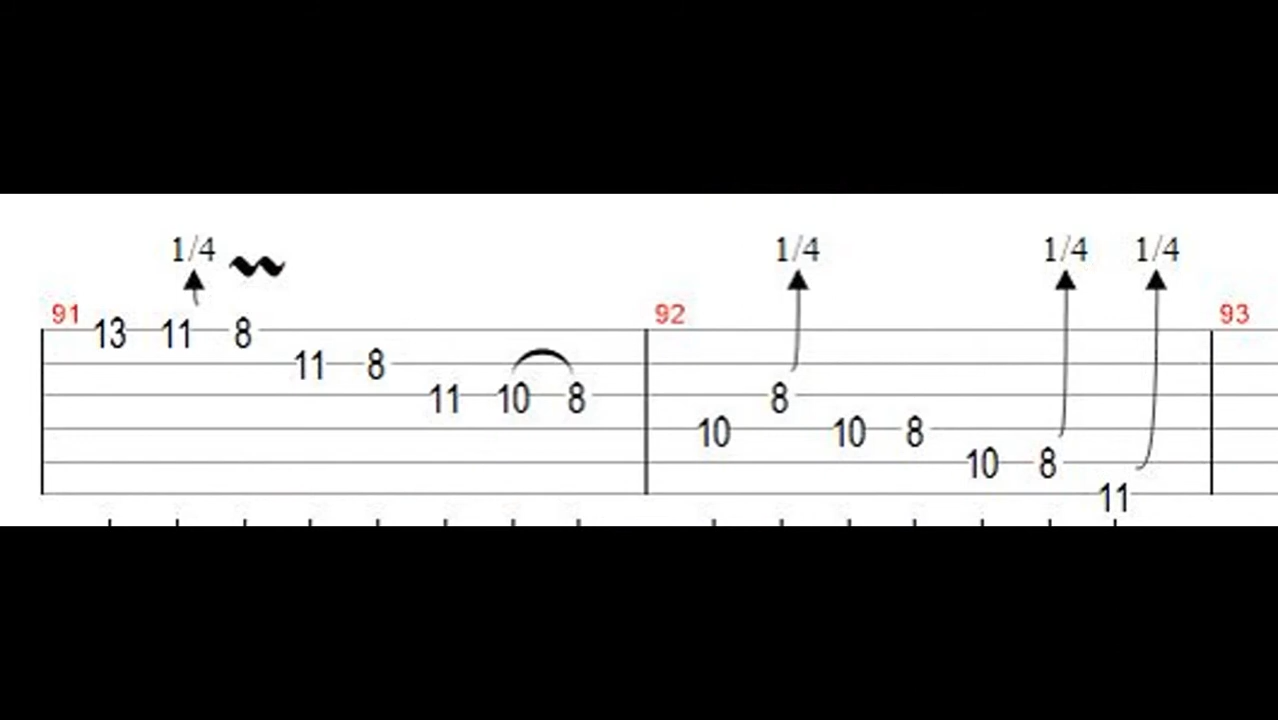 1/4 1/4 1/4 1/4
91 92 93
13 11 8
11 8
11 10 8 8
10 10 8
10 8
11